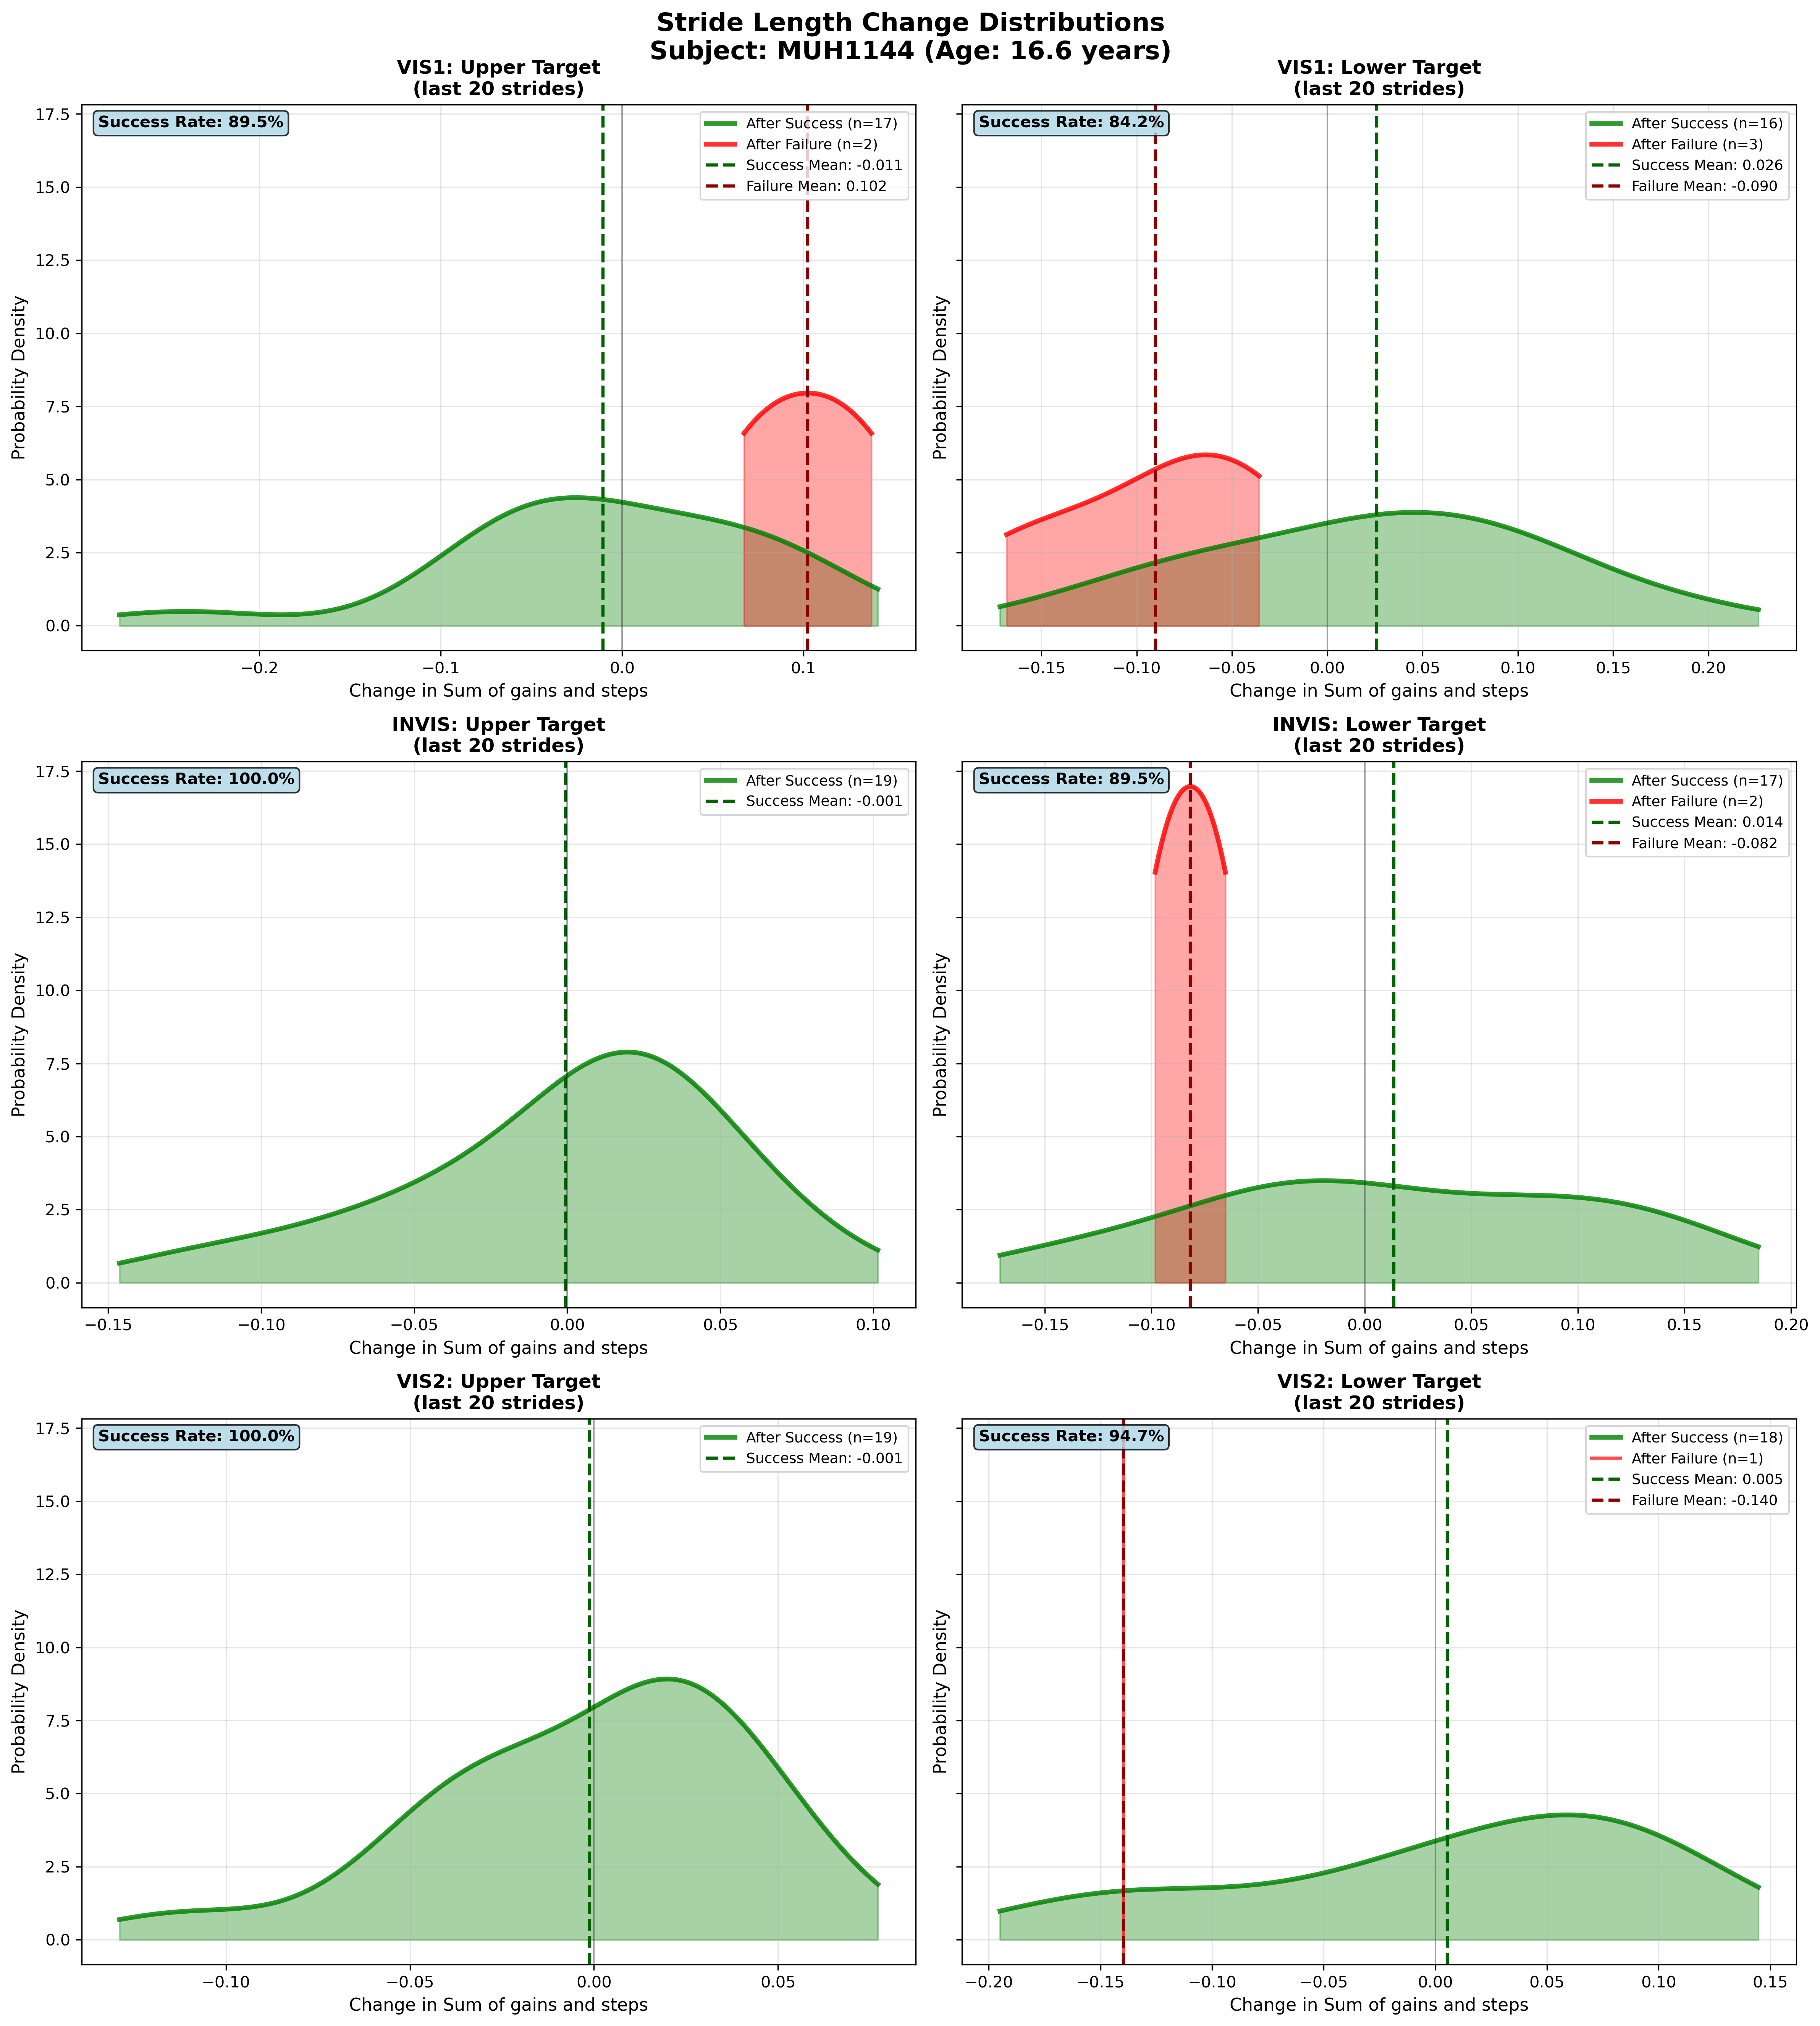 Stride Length Change Distributions
Subject: MUH1144 (Age: 16.6 years)
VIS1: Upper Target
(last 20 strides)
Success Rate: 89.5%
After Success (n=17)
After Failure (n=2)
Success Mean: -0.011
Failure Mean: 0.102
Probability Density
17.5
15.0
12.5
10.0
7.5
5.0
2.5
0.0
−0.2
−0.1
0.0
0.1
Change in Sum of gains and steps
VIS1: Lower Target
(last 20 strides)
Success Rate: 84.2%
After Success (n=16)
After Failure (n=3)
Success Mean: 0.026
Failure Mean: -0.090
Probability Density
−0.15
−0.10
−0.05
0.00
0.05
0.10
0.15
0.20
Change in Sum of gains and steps
INVIS: Upper Target
(last 20 strides)
Success Rate: 100.0%
After Success (n=19)
Success Mean: -0.001
Probability Density
17.5
15.0
12.5
10.0
7.5
5.0
2.5
0.0
−0.15
−0.10
−0.05
0.00
0.05
0.10
Change in Sum of gains and steps
INVIS: Lower Target
(last 20 strides)
Success Rate: 89.5%
After Success (n=17)
After Failure (n=2)
Success Mean: 0.014
Failure Mean: -0.082
Probability Density
−0.15
−0.10
−0.05
0.00
0.05
0.10
0.15
0.20
Change in Sum of gains and steps
VIS2: Upper Target
(last 20 strides)
Success Rate: 100.0%
After Success (n=19)
Success Mean: -0.001
Probability Density
17.5
15.0
12.5
10.0
7.5
5.0
2.5
0.0
−0.10
−0.05
0.00
0.05
Change in Sum of gains and steps
VIS2: Lower Target
(last 20 strides)
Success Rate: 94.7%
After Success (n=18)
After Failure (n=1)
Success Mean: 0.005
Failure Mean: -0.140
Probability Density
−0.20
−0.15
−0.10
−0.05
0.00
0.05
0.10
0.15
Change in Sum of gains and steps